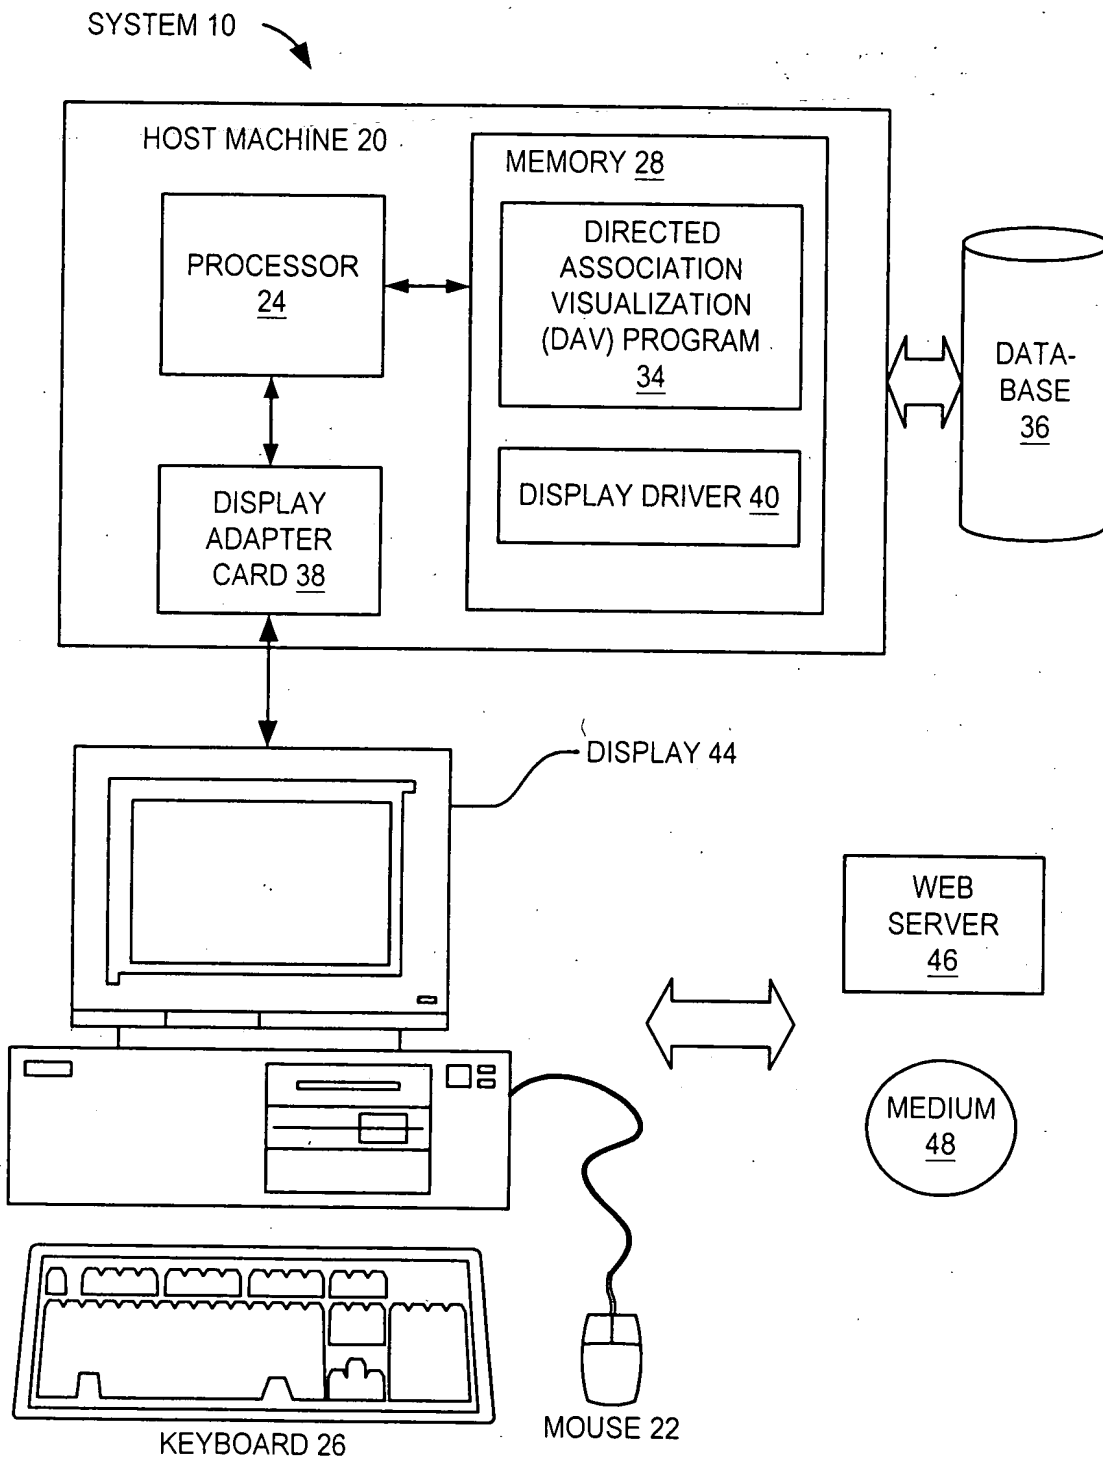 SYSTEM 10
HOST MACHINE 20
MEMORY 28
PROCESSOR
24
DIRECTED
ASSOCIATION
VISUALIZATION
(DAV) PROGRAM
34
DATA-
BASE
36
DISPLAY DRIVER 40
DISPLAY
ADAPTER
CARD 38
DISPLAY 44
WEB
SERVER
46
MEDIUM
48
MOUSE 22
KEYBOARD 26